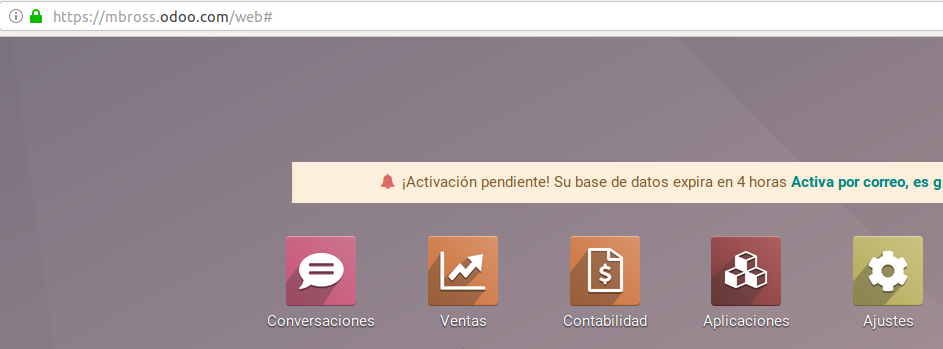 https://mbross.odoo.com/web#
¡Activación pendiente! Su base de datos expira en 4 horas Activa por correo, es g
Conversaciones
Ventas
Contabilidad
Aplicaciones
Ajustes